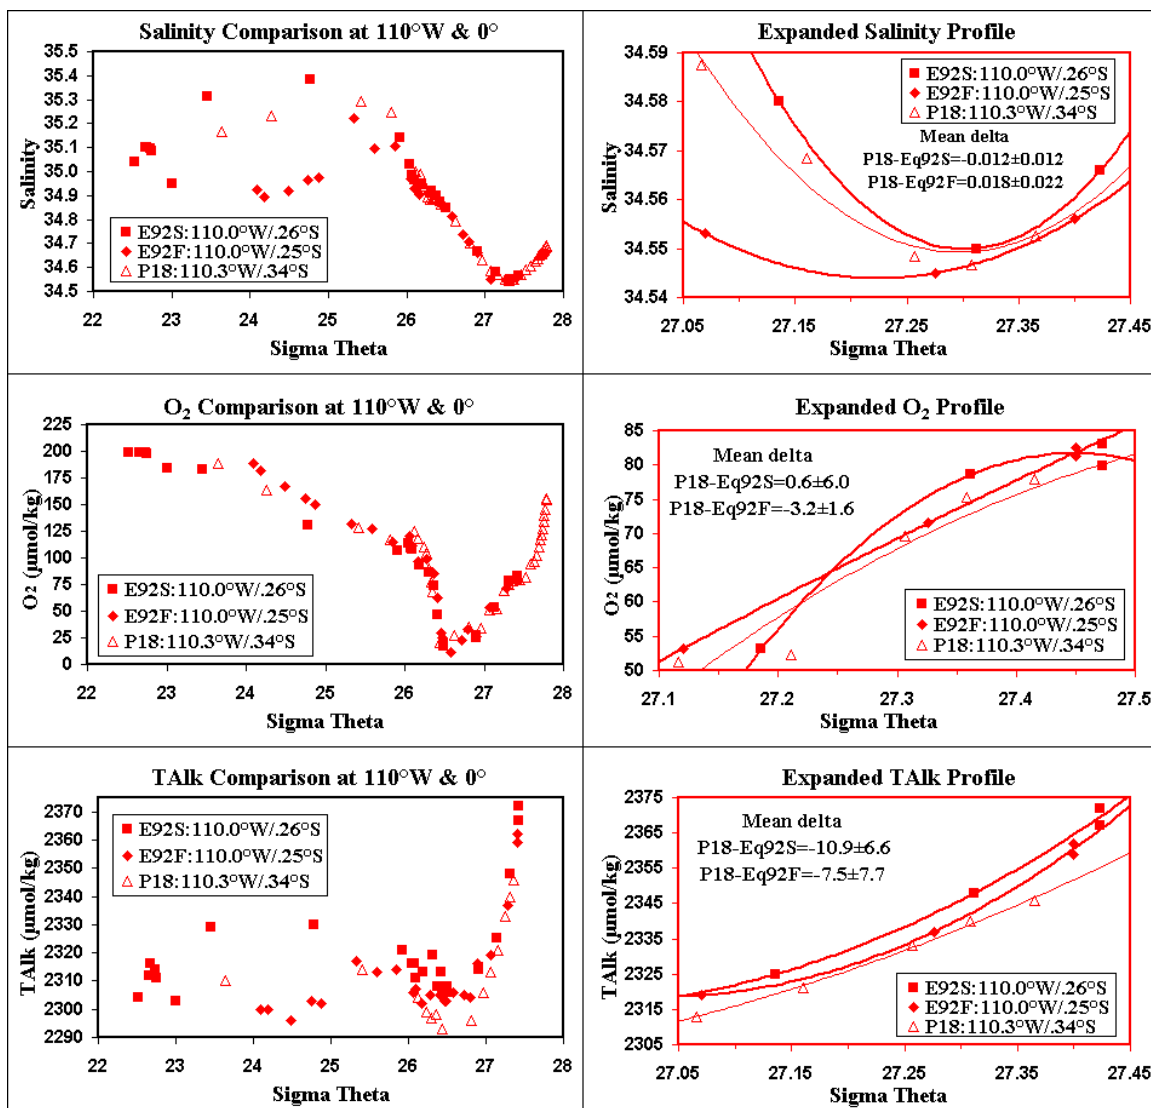 Salinity Comparison at 110°W & 0°
Salinity
35.5
35.4
35.3
35.2
35.1
35.0
34.9
34.8
34.7
34.6
34.5
E92S:110.0°W/.26°S
E92F:110.0°W/.25°S
P18:110.3°W/.34°S
22 23 24 25 26 27 28
Sigma Theta
Expanded Salinity Profile
Salinity
34.59
34.58
34.57
34.56
34.55
34.54
E92S:110.0°W/.26°S
E92F:110.0°W/.25°S
P18:110.3°W/.34°S
Mean delta
P18-Eq92S=-0.012±0.012
P18-Eq92F=0.018±0.022
27.05 27.15 27.25 27.35 27.45
Sigma Theta
O₂ Comparison at 110°W & 0°
O₂ (µmol/kg)
225
200
175
150
125
100
75
50
25
0
E92S:110.0°W/.26°S
E92F:110.0°W/.25°S
P18:110.3°W/.34°S
22 23 24 25 26 27 28
Sigma Theta
Expanded O₂ Profile
O₂ (µmol/kg)
85
80
75
70
65
60
55
50
Mean delta
P18-Eq92S=0.6±6.0
P18-Eq92F=-3.2±1.6
E92S:110.0°W/.26°S
E92F:110.0°W/.25°S
P18:110.3°W/.34°S
27.1 27.2 27.3 27.4 27.5
Sigma Theta
TAlk Comparison at 110°W & 0°
TAlk (µmol/kg)
2370
2360
2350
2340
2330
2320
2310
2300
2290
E92S:110.0°W/.26°S
E92F:110.0°W/.25°S
P18:110.3°W/.34°S
22 23 24 25 26 27 28
Sigma Theta
Expanded TAlk Profile
TAlk (µmol/kg)
2375
2365
2355
2345
2335
2325
2315
2305
Mean delta
P18-Eq92S=-10.9±6.6
P18-Eq92F=-7.5±7.7
E92S:110.0°W/.26°S
E92F:110.0°W/.25°S
P18:110.3°W/.34°S
27.05 27.15 27.25 27.35 27.45
Sigma Theta